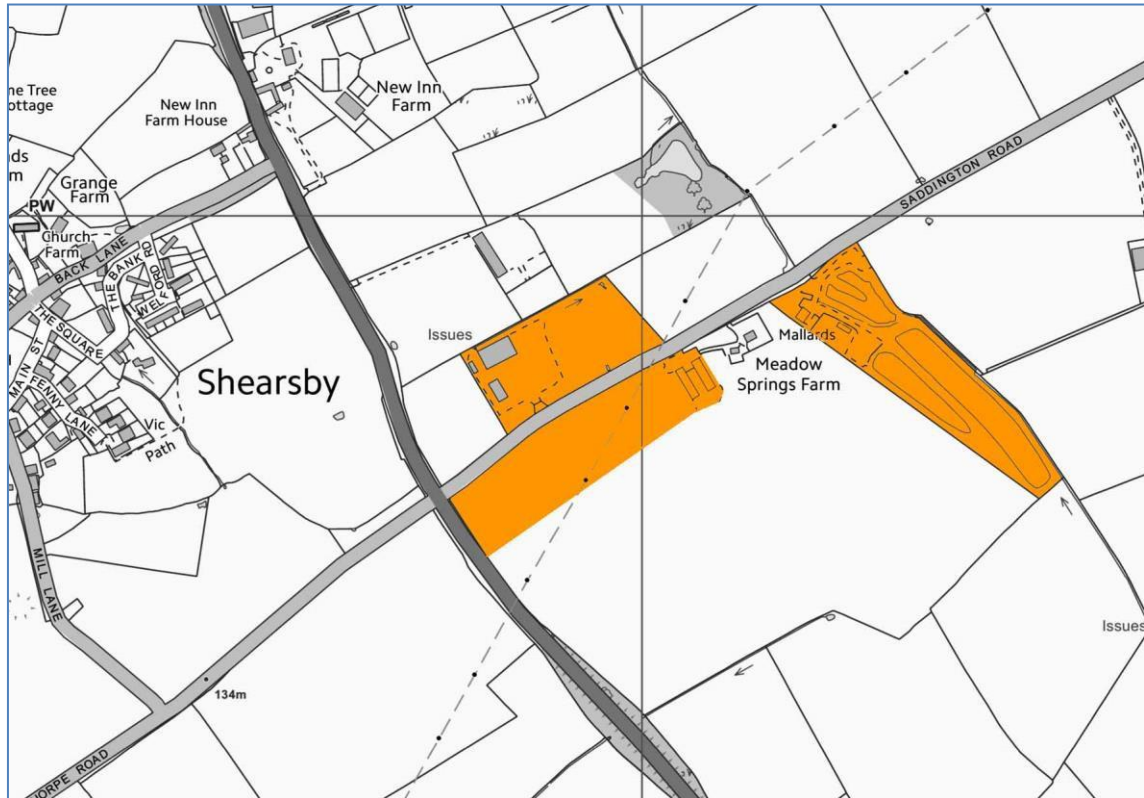 New Inn
Farm
New Inn
Farm House
ne Tree
ottage
Grange
Farm
PW
Church
Farm
BACK LANE
THE BANK
WELFORD RD
THE SQUARE
MAIN ST
FENNY LANE
Vic
Path
Shearsby
Issues
SADDINGTON ROAD
Mallards
Meadow
Springs Farm
MILL LANE
134m
HORPE ROAD
Issues